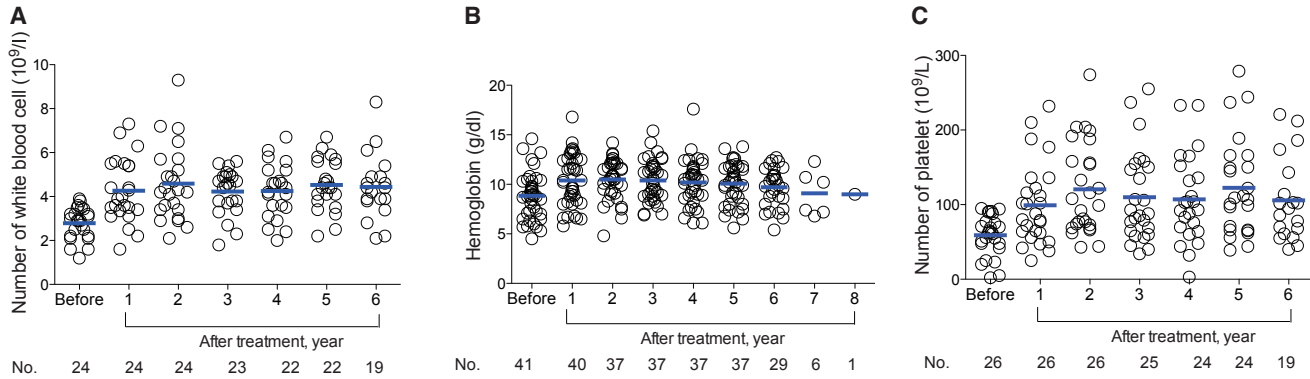 A
Number of white blood cell (10⁹/l)
10
8
6
4
2
0
Before 1 2 3 4 5 6
After treatment, year
No. 24 24 24 23 22 22 19
B
Hemoglobin (g/dl)
20
15
10
5
0
Before 1 2 3 4 5 6 7 8
After treatment, year
No. 41 40 37 37 37 37 29 6 1
C
Number of platelet (10⁹/L)
300
200
100
0
Before 1 2 3 4 5 6
After treatment, year
No. 26 26 26 25 24 24 19